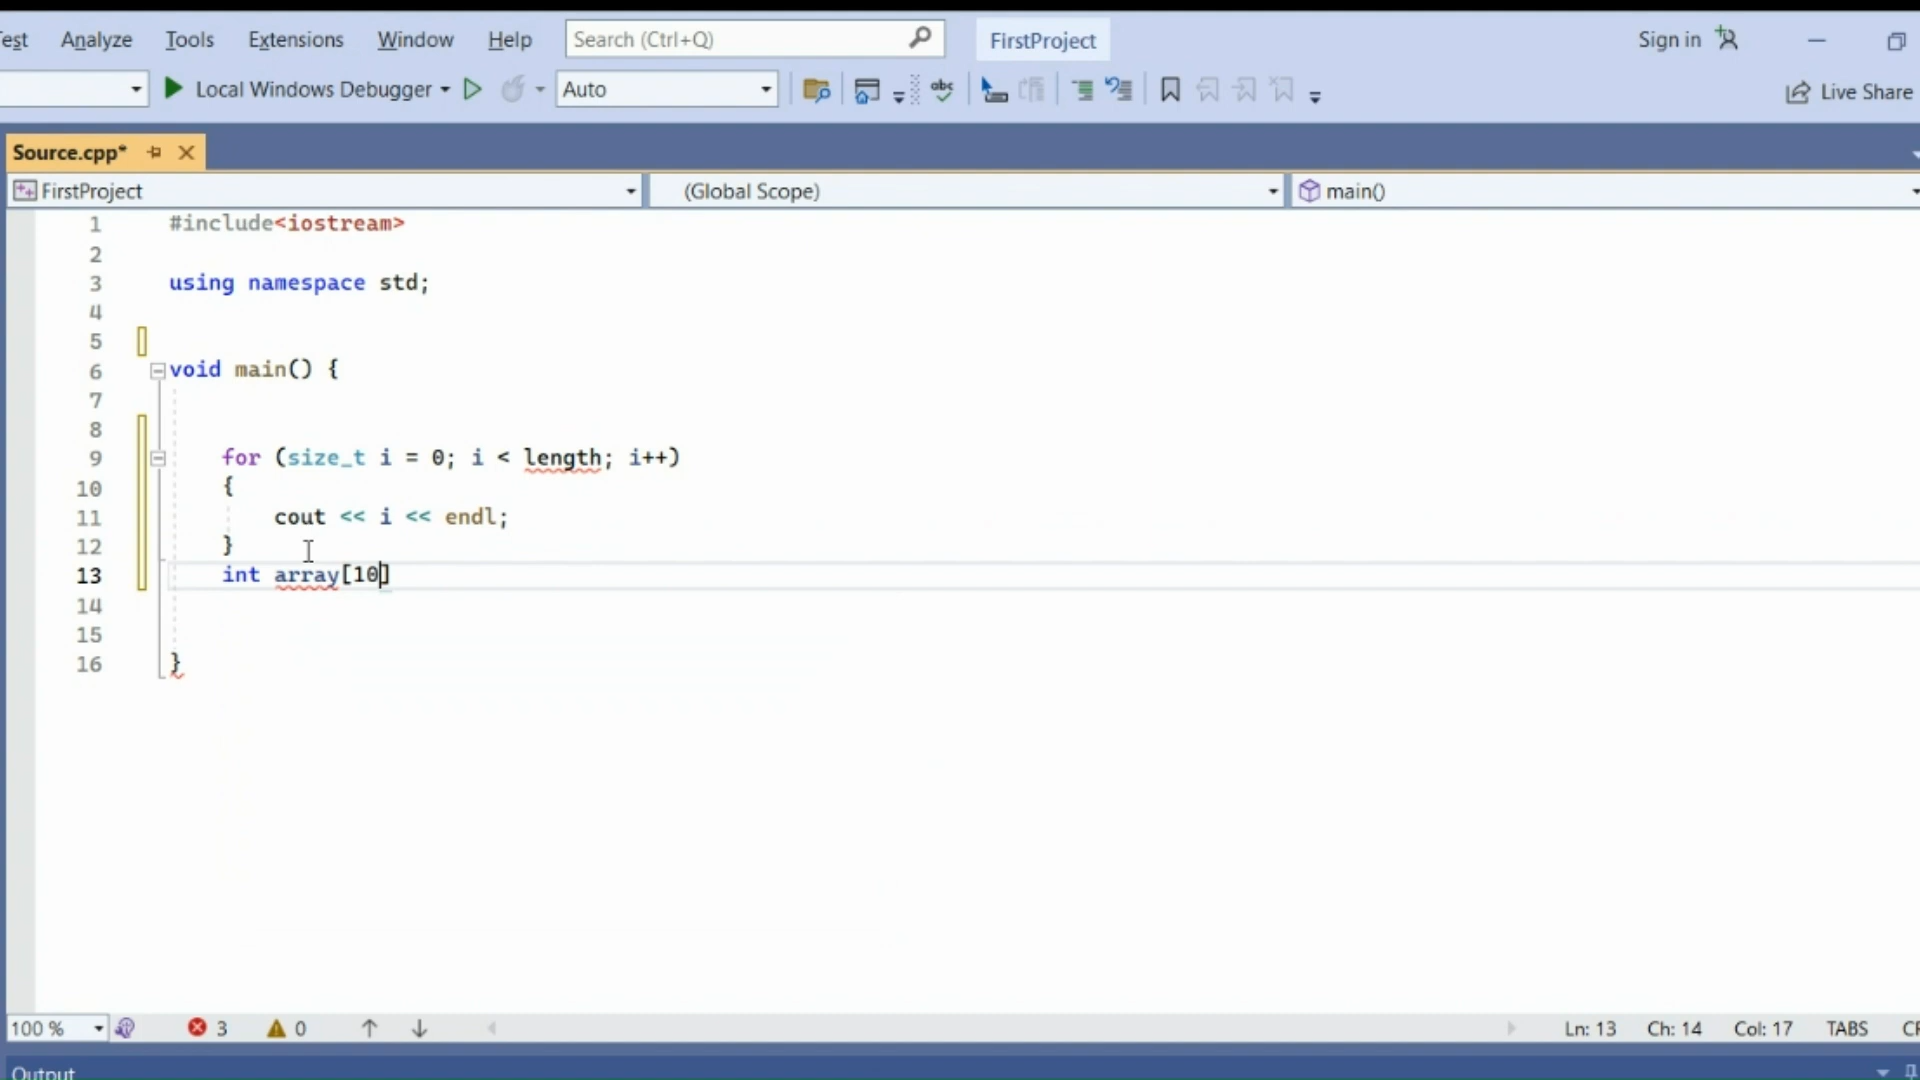 Test Analyze Tools Extensions Window Help Search (Ctrl+Q) FirstProject Sign in
Local Windows Debugger Auto abc Live Share
Source.cpp*
FirstProject (Global Scope) main()
1 #include<iostream>
2
3 using namespace std;
4
5
6 void main() {
7
8
9 for (size_t i = 0; i < length; i++)
10 {
11 cout << i << endl;
12 }
13 int array[10]
14
15
16 }
100 % 3 0 Ln: 13 Ch: 14 Col: 17 TABS
Output